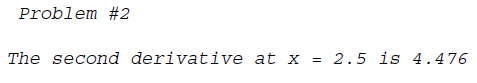 Problem #2
The second derivative at x = 2.5 is 4.476